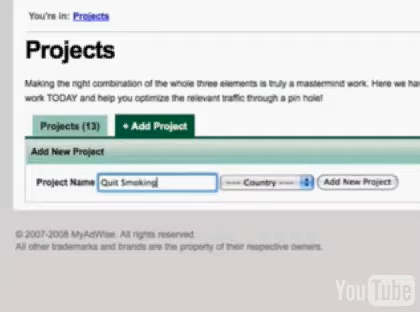 You're in: Projects
Projects
Making the right combination of the whole three elements is truly a mastermind work. Here we ha
work TODAY and help you optimize the relevant traffic through a pin hole!
Projects (13) + Add Project
Add New Project
Project Name Quit Smoking --- Country --- Add New Project
© 2007-2008 MyAdWise. All rights reserved.
All other trademarks and brands are the property of their respective owners.
YouTube